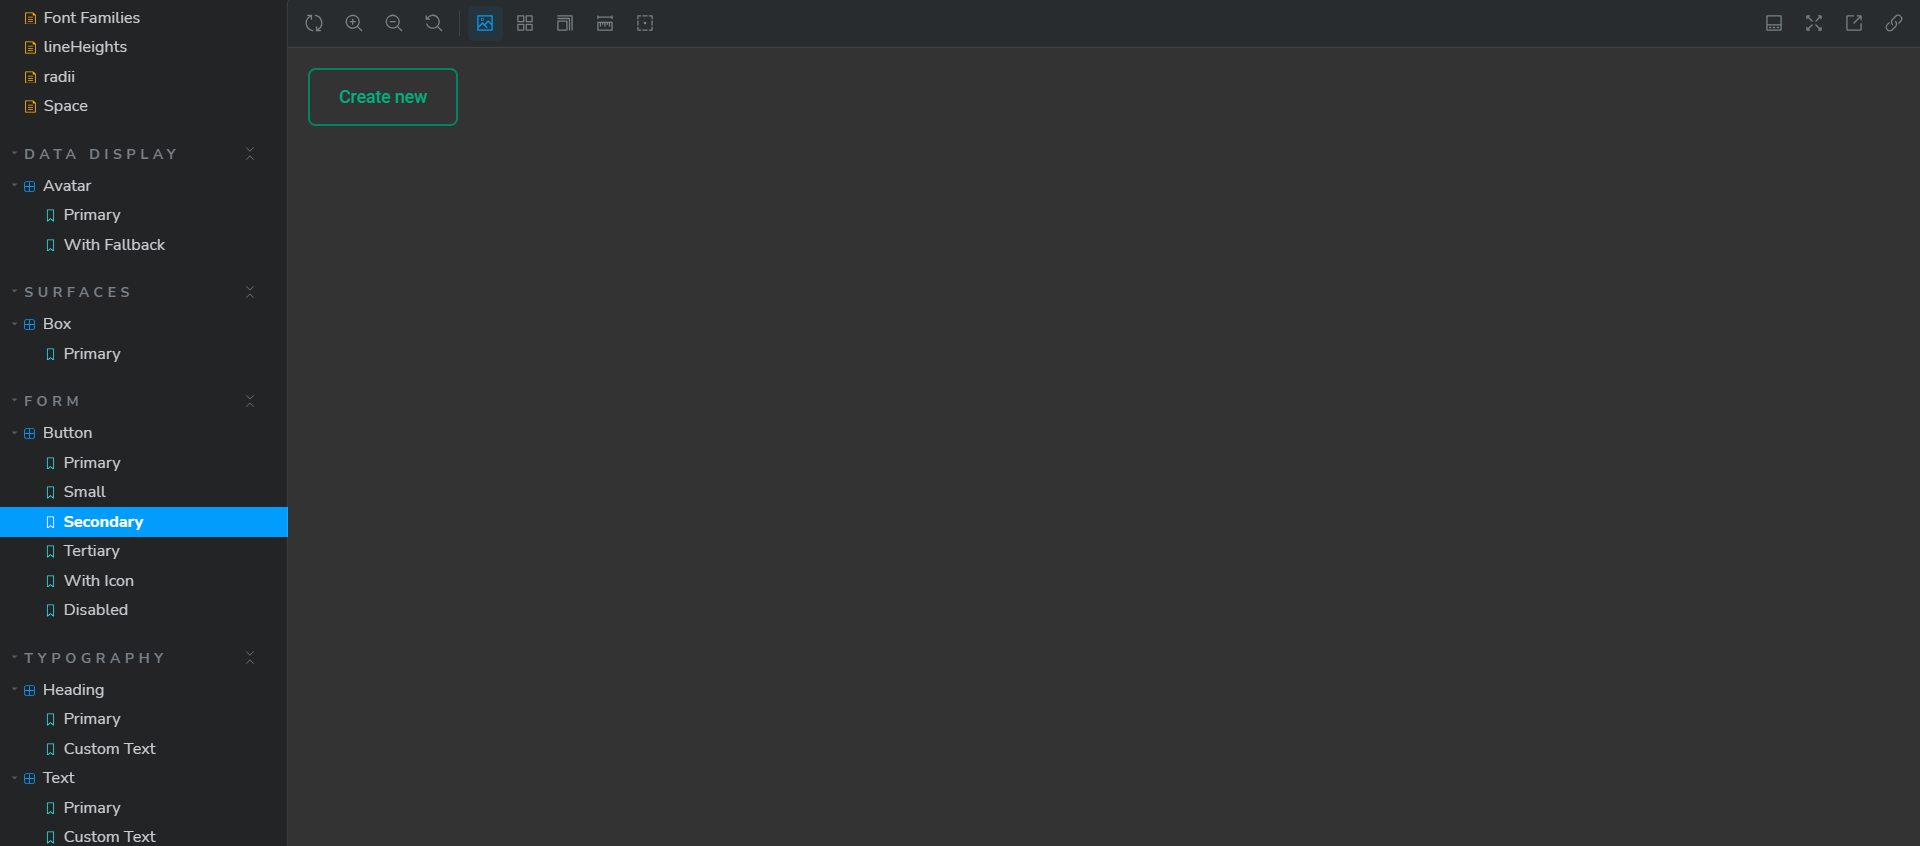 Font Families
lineHeights
radii
Space
DATA DISPLAY
Avatar
Primary
With Fallback
SURFACES
Box
Primary
FORM
Button
Primary
Small
Secondary
Tertiary
With Icon
Disabled
TYPOGRAPHY
Heading
Primary
Custom Text
Text
Primary
Custom Text
Create new